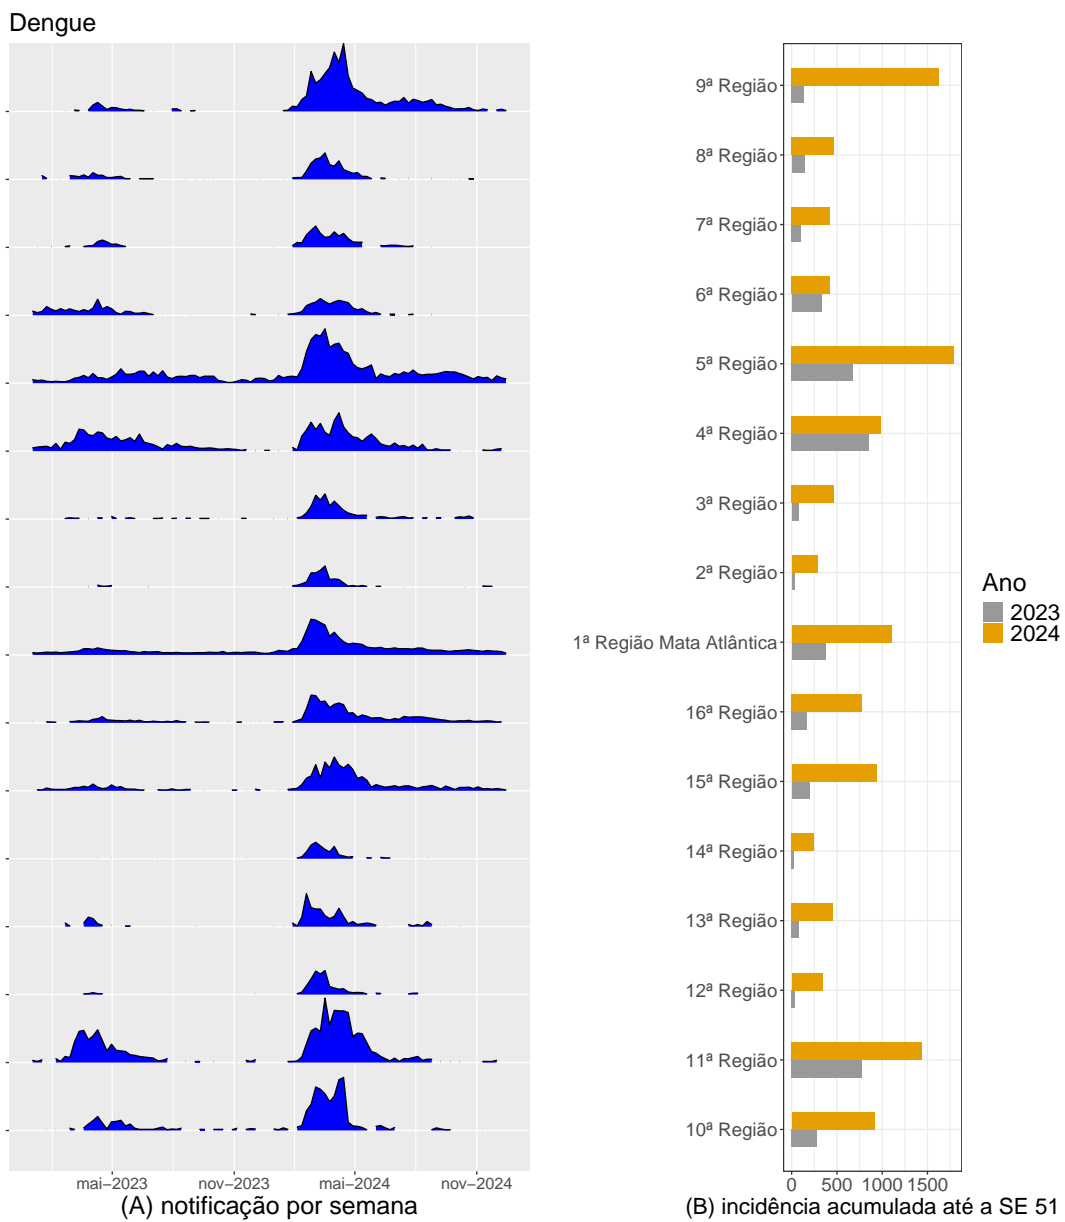 Dengue
mai–2023
nov–2023
mai–2024
nov–2024
(A) notificação por semana
9ª Região
8ª Região
7ª Região
6ª Região
5ª Região
4ª Região
3ª Região
2ª Região
1ª Região Mata Atlântica
16ª Região
15ª Região
14ª Região
13ª Região
12ª Região
11ª Região
10ª Região
0 500 1000 1500
(B) incidência acumulada até a SE 51
Ano
2023
2024